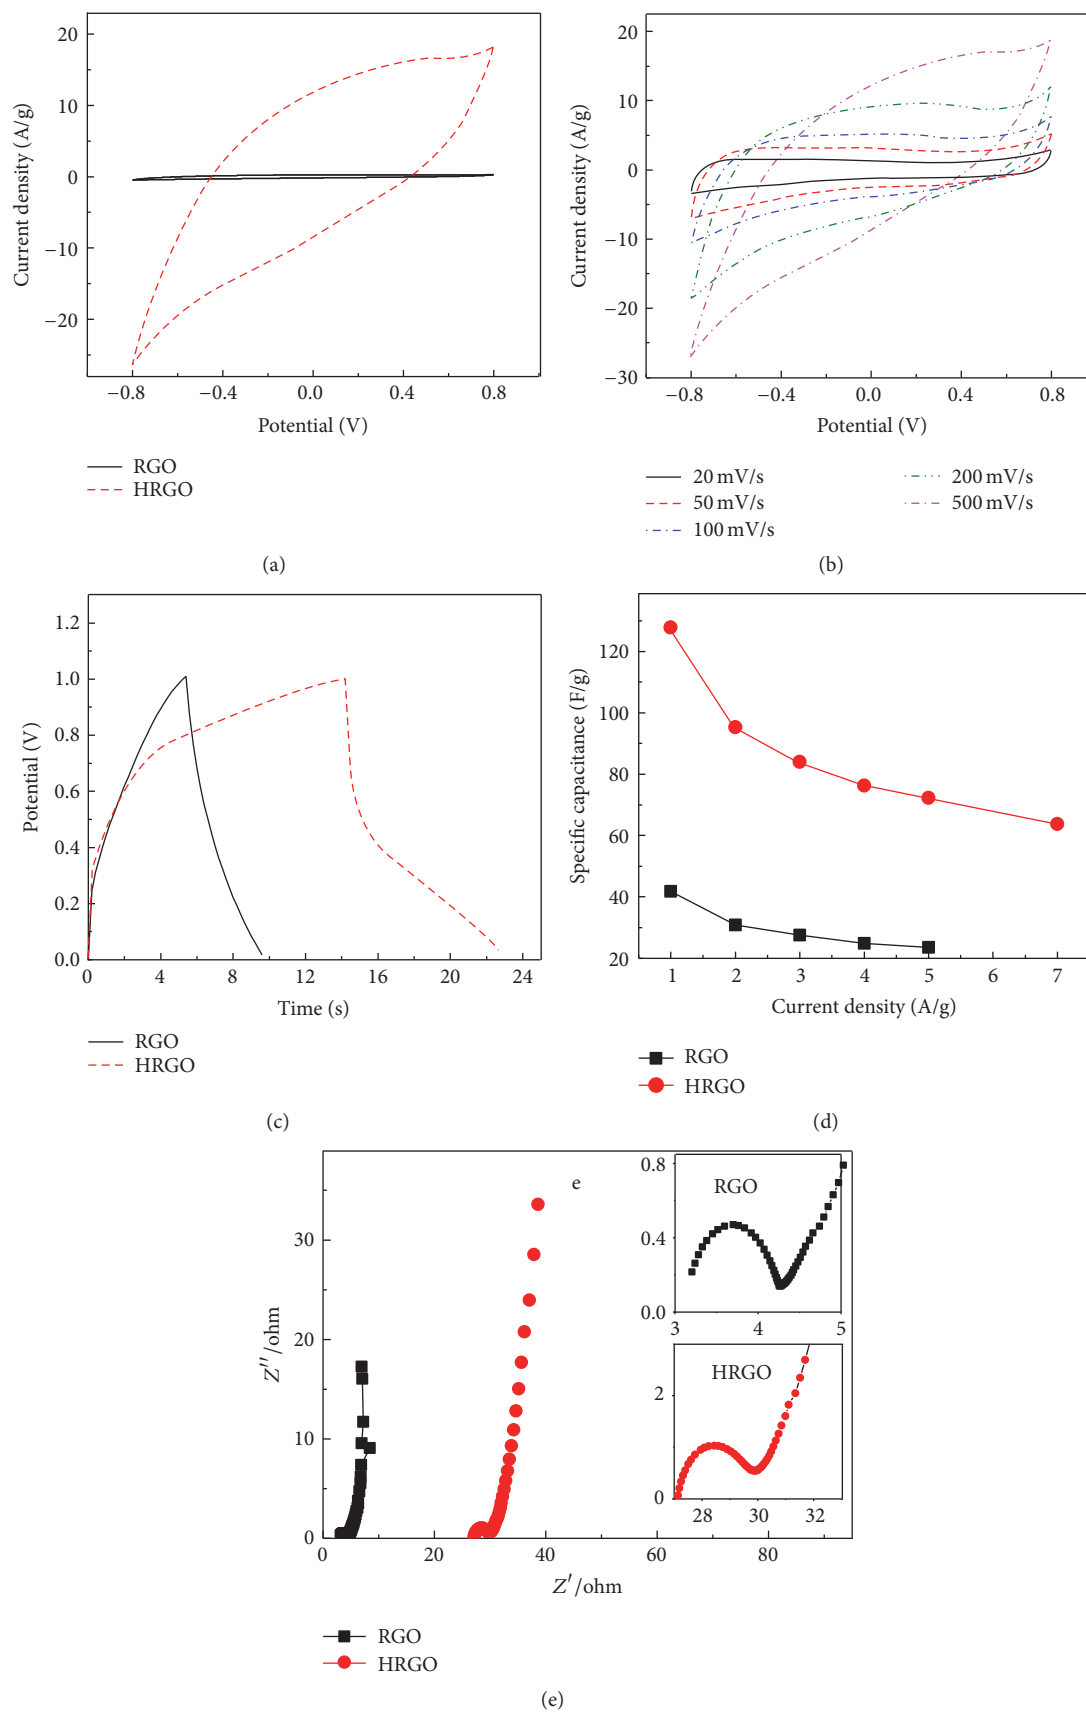 20
10
0
−10
−20
Current density (A/g)
−0.8
−0.4
0.0
0.4
0.8
Potential (V)
RGO
HRGO
(a)
20
10
0
−10
−20
−30
Current density (A/g)
−0.8
−0.4
0.0
0.4
0.8
Potential (V)
20 mV/s
50 mV/s
100 mV/s
200 mV/s
500 mV/s
(b)
1.2
1.0
0.8
0.6
0.4
0.2
0.0
Potential (V)
0
4
8
12
16
20
24
Time (s)
RGO
HRGO
(c)
120
100
80
60
40
20
Specific capacitance (F/g)
1
2
3
4
5
6
7
Current density (A/g)
RGO
HRGO
(d)
e
30
20
10
0
Z′′/ohm
0
20
40
60
80
Z′/ohm
0.8
0.4
0.0
RGO
3
4
5
HRGO
2
0
28
30
32
RGO
HRGO
(e)